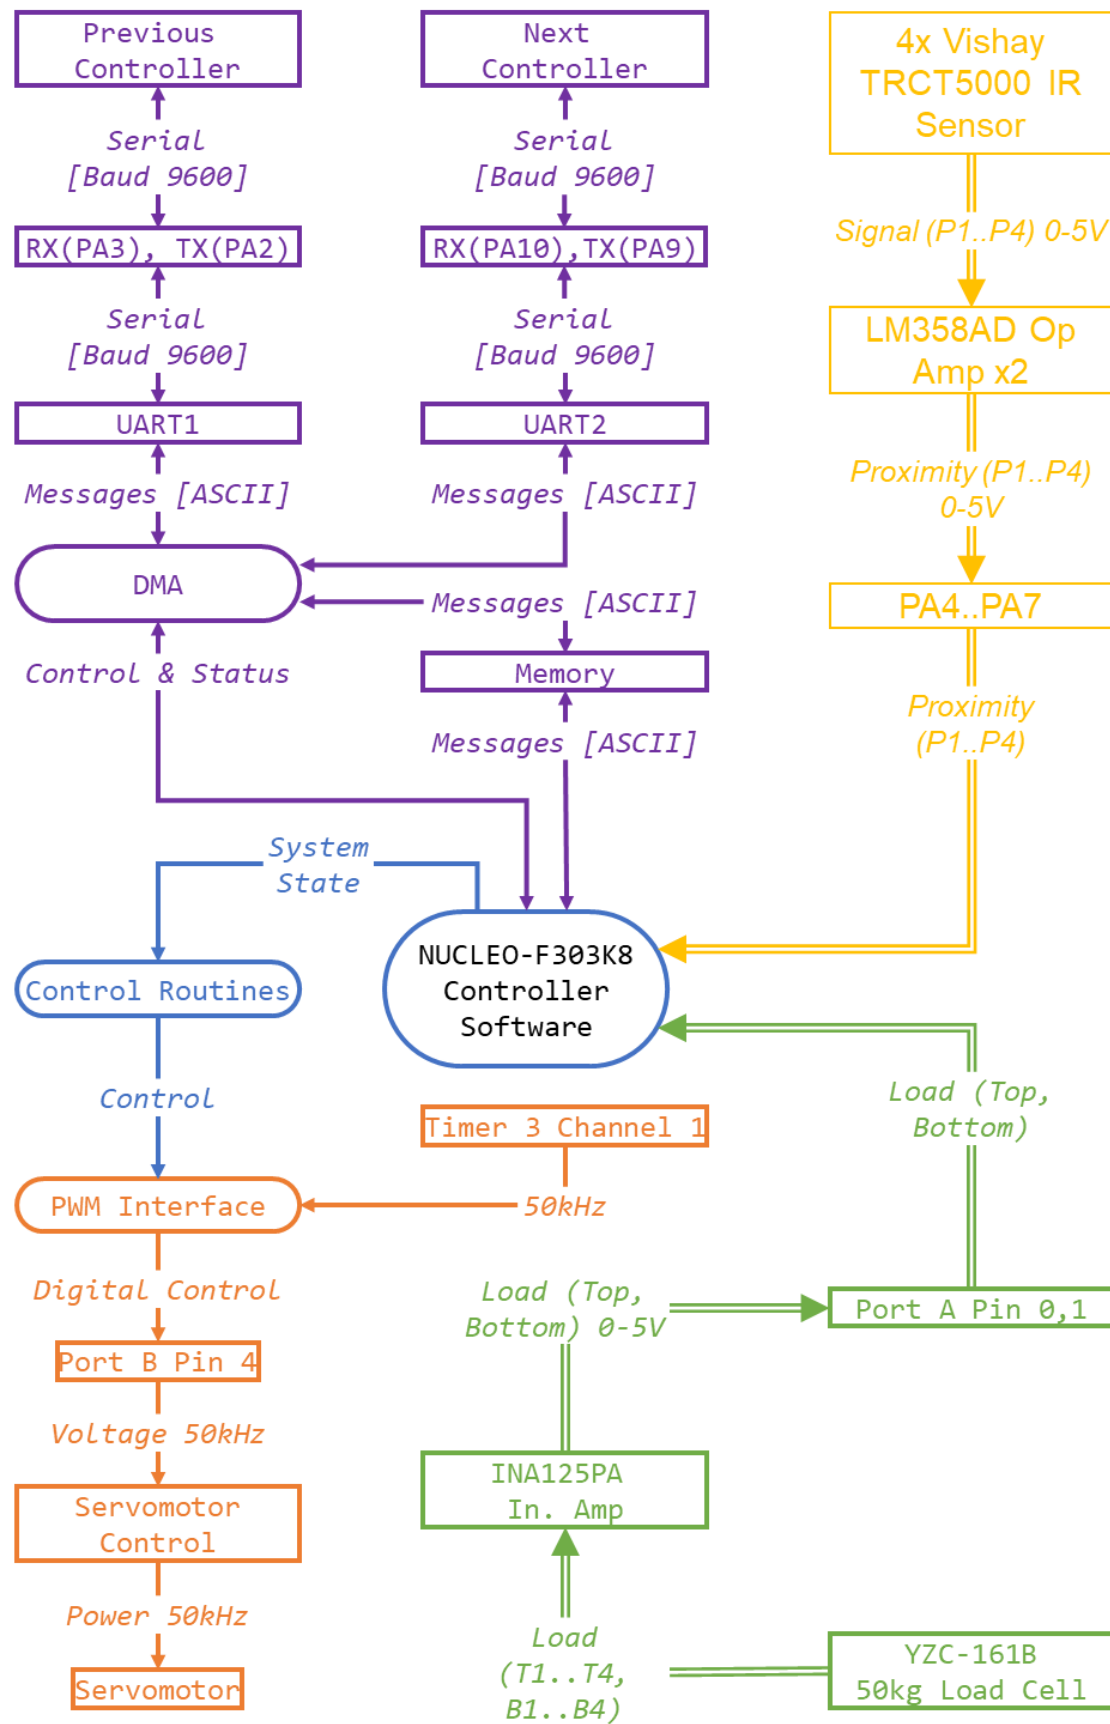 Previous
Controller
Next
Controller
4x Vishay
TRCT5000 IR
Sensor
Serial
[Baud 9600]
Serial
[Baud 9600]
RX(PA3), TX(PA2)
RX(PA10),TX(PA9)
Signal (P1..P4) 0-5V
Serial
[Baud 9600]
Serial
[Baud 9600]
LM358AD Op
Amp x2
UART1
UART2
Messages [ASCII]
Messages [ASCII]
Proximity (P1..P4)
0-5V
DMA
Messages [ASCII]
PA4..PA7
Control & Status
Memory
Messages [ASCII]
Proximity
(P1..P4)
System
State
NUCLEO-F303K8
Controller
Software
Control Routines
Control
Timer 3 Channel 1
Load (Top,
Bottom)
PWM Interface
50kHz
Digital Control
Load (Top,
Bottom) 0-5V
Port A Pin 0,1
Port B Pin 4
Voltage 50kHz
INA125PA
In. Amp
Servomotor
Control
Power 50kHz
Load
(T1..T4,
B1..B4)
YZC-161B
50kg Load Cell
Servomotor